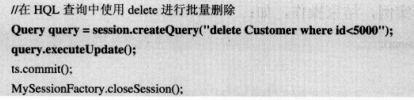 //在 HQL 查询中使用 delete 进行批量删除
Query query = session.createQuery("delete Customer where id<5000");
query.executeUpdate();
ts.commit();
MySessionFactory.closeSession();